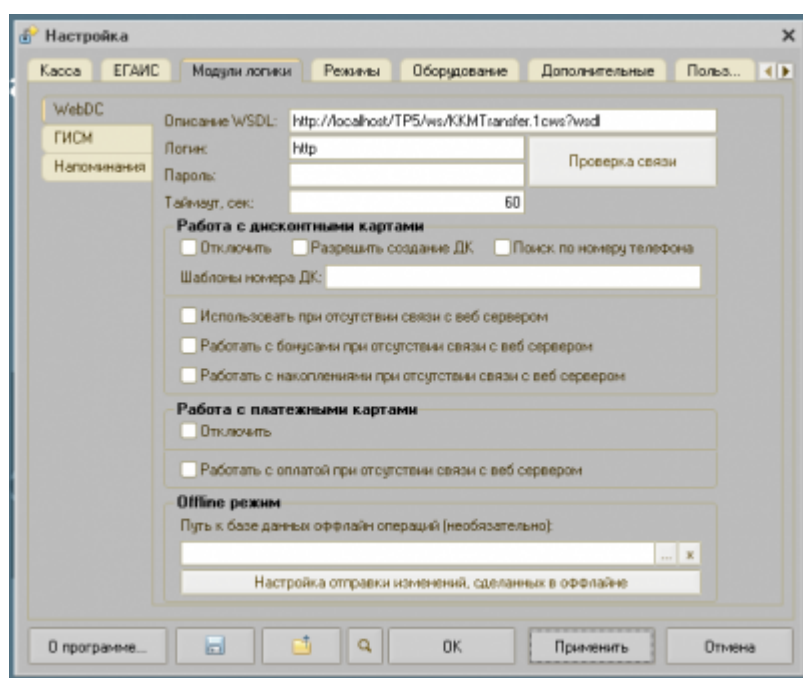 Настройка
Касса ЕГАИС Модули логики Режимы Оборудование Дополнительные Польз...
WebDC
ГИСМ
Напоминания
Описание WSDL: http://localhost/TP5/ws/KKMTransfer.1cws?wsdl
Логин: http
Проверка связи
Пароль:
Таймаут, сек: 60
Работа с дисконтными картами
Отключить Разрешить создание ДК Поиск по номеру телефона
Шаблоны номера ДК:
Использовать при отсутствии связи с веб сервером
Работать с бонусами при отсутствии связи с веб сервером
Работать с накоплениями при отсутствии связи с веб сервером
Работа с платежными картами
Отключить
Работать с оплатой при отсутствии связи с веб сервером
Offline режим
Путь к базе данных оффлайн операций (необязательно):
... x
Настройка отправки изменений, сделанных в оффлайне
О программе... OK Применить Отмена